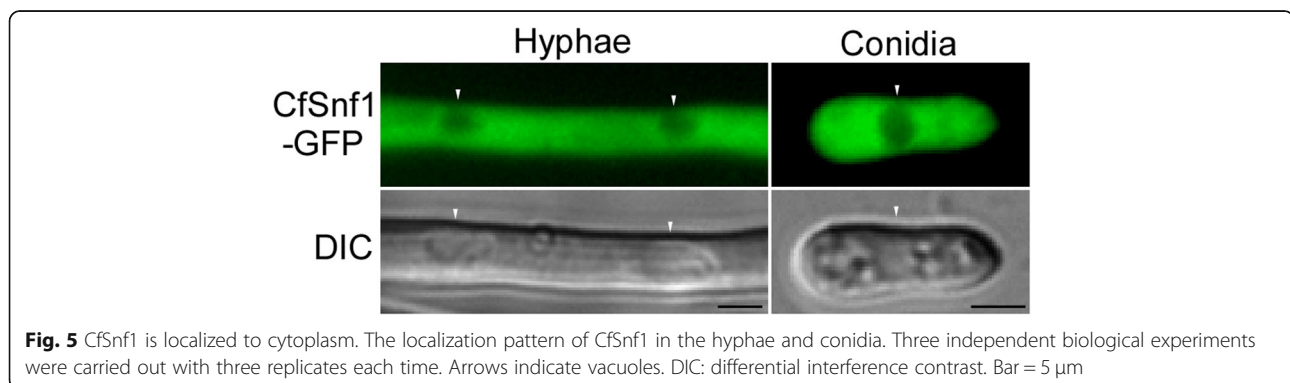 Hyphae Conidia
CfSnf1
-GFP
DIC
Fig. 5 CfSnf1 is localized to cytoplasm. The localization pattern of CfSnf1 in the hyphae and conidia. Three independent biological experiments
were carried out with three replicates each time. Arrows indicate vacuoles. DIC: differential interference contrast. Bar = 5 μm